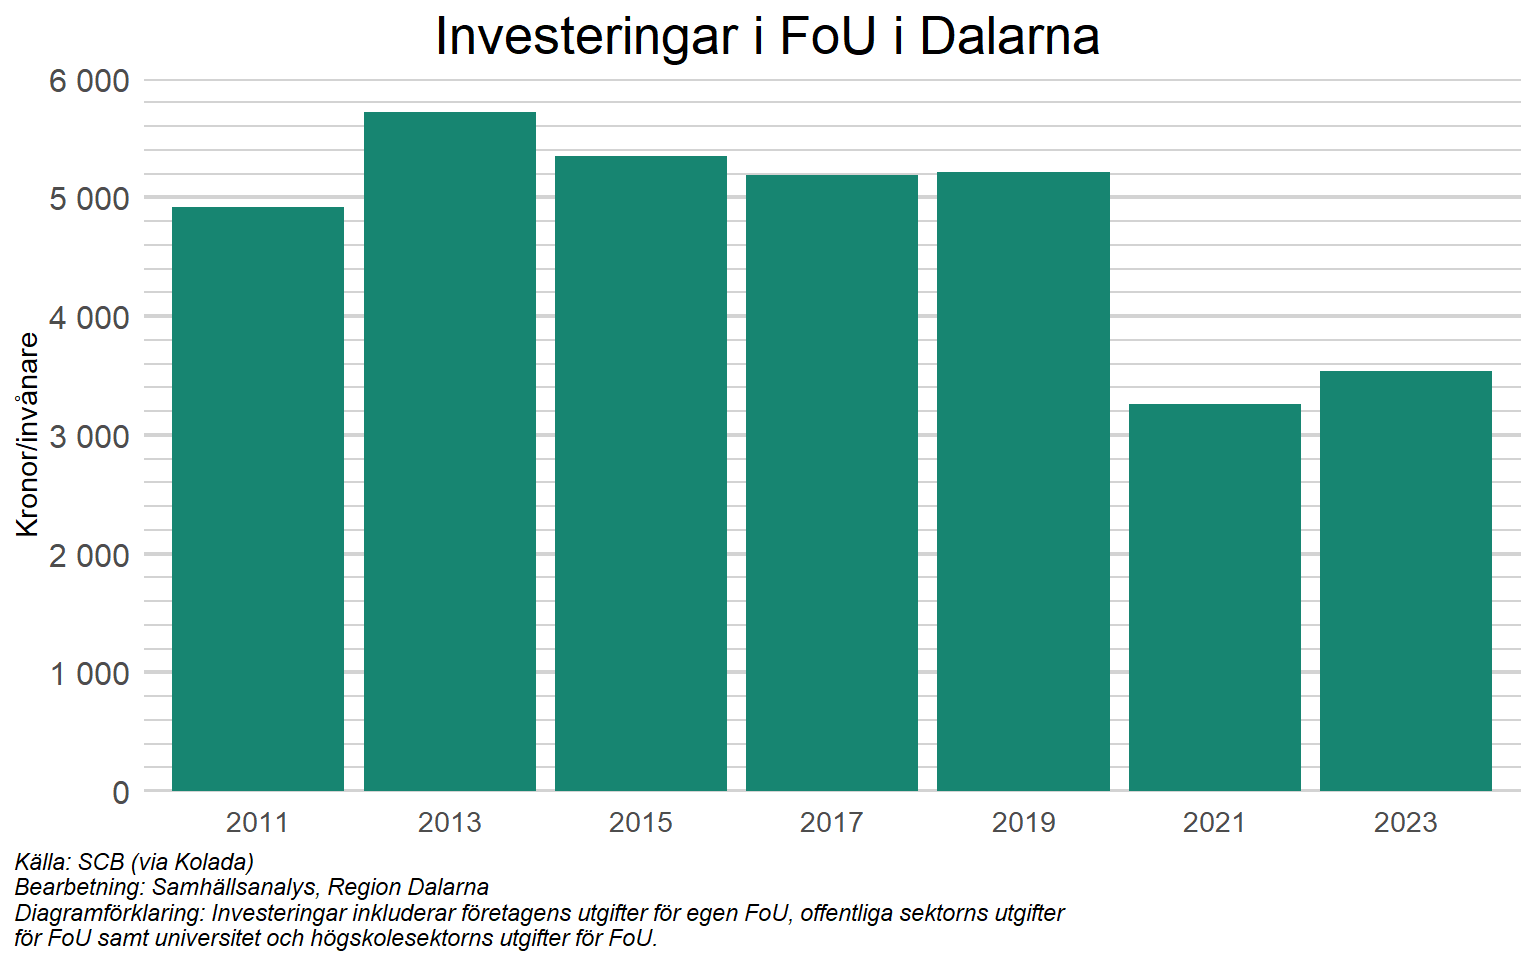 Investeringar i FoU i Dalarna
6 000
5 000
4 000
3 000
2 000
1 000
0
Kronor/invånare
2011 2013 2015 2017 2019 2021 2023
Källa: SCB (via Kolada)
Bearbetning: Samhällsanalys, Region Dalarna
Diagramförklaring: Investeringar inkluderar företagens utgifter för egen FoU, offentliga sektorns utgifter
för FoU samt universitet och högskolesektorns utgifter för FoU.